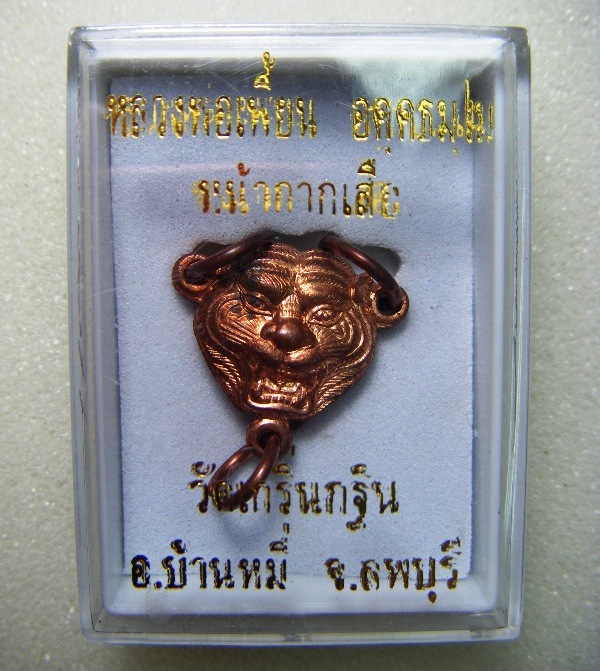 หลวงพ่อเพี้ยน อคฺคธมฺโม
หน้ากากเสือ
วัดเกริ่นกฐิน
อ.บ้านหมี่ จ.ลพบุรี